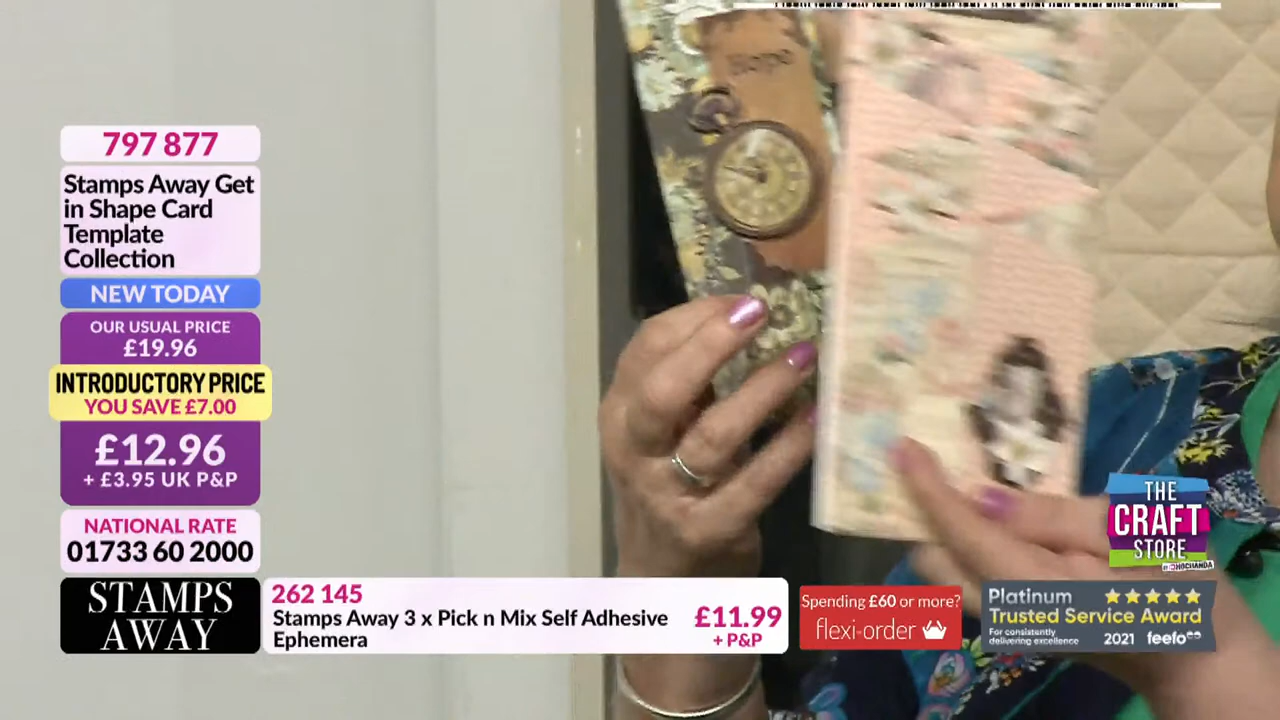 797 877
Stamps Away Get
in Shape Card
Template
Collection
NEW TODAY
OUR USUAL PRICE
£19.96
INTRODUCTORY PRICE
YOU SAVE £7.00
£12.96
+ £3.95 UK P&P
NATIONAL RATE
01733 60 2000
STAMPS
AWAY
262 145
Stamps Away 3 x Pick n Mix Self Adhesive
Ephemera
£11.99
+ P&P
Spending £60 or more?
flexi-order
Platinum
Trusted Service Award
For consistently
delivering excellence
2021 feefo
THE
CRAFT
STORE
BY HOCHANDA